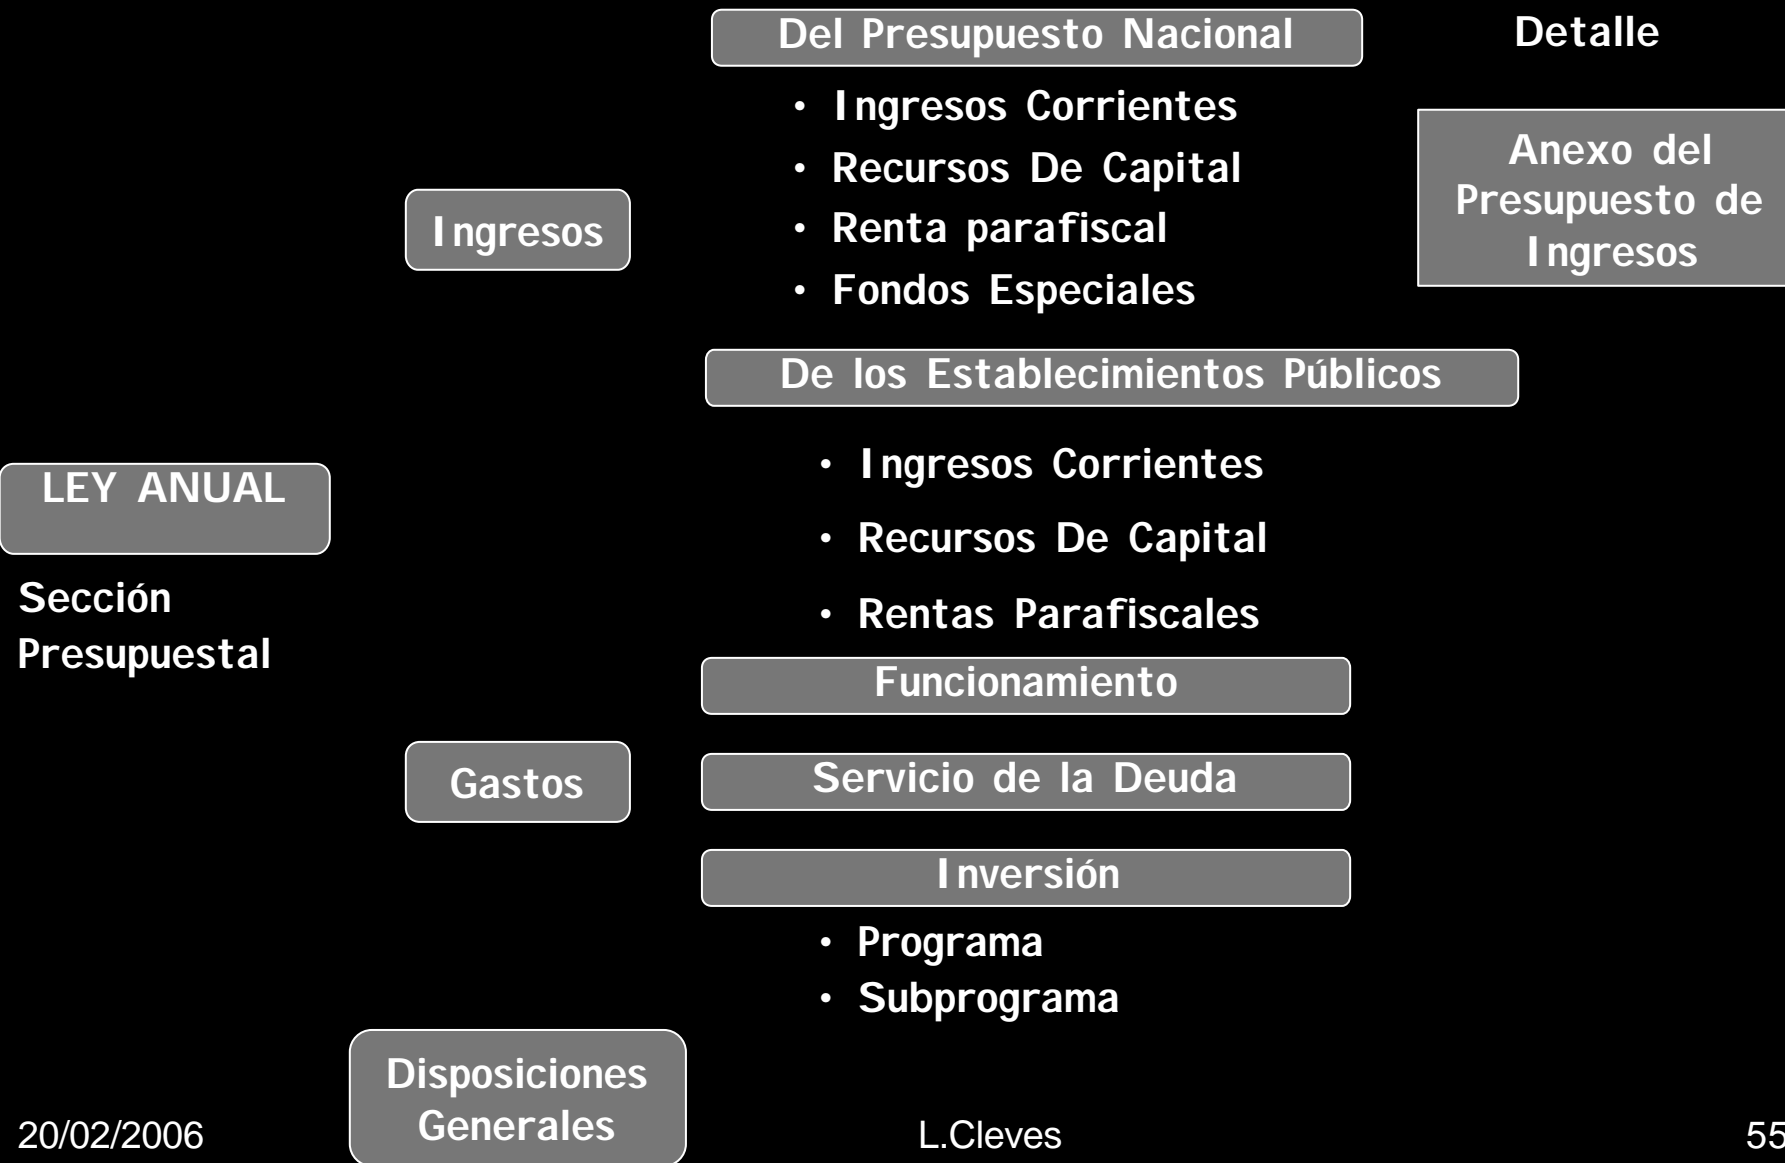 Del Presupuesto Nacional
Detalle
• Ingresos Corrientes
• Recursos De Capital
• Renta parafiscal
• Fondos Especiales
Anexo del
Presupuesto de
Ingresos
Ingresos
De los Establecimientos Públicos
• Ingresos Corrientes
• Recursos De Capital
• Rentas Parafiscales
LEY ANUAL
Sección
Presupuestal
Funcionamiento
Gastos
Servicio de la Deuda
Inversión
• Programa
• Subprograma
Disposiciones
Generales
20/02/2006
L.Cleves
55